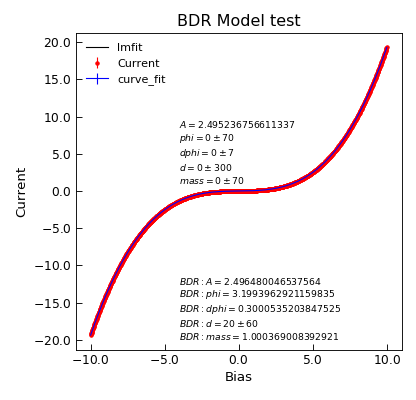 BDR Model test
lmfit
Current
curve_fit
A = 2.495236756611337
phi = 0 ± 70
dphi = 0 ± 7
d = 0 ± 300
mass = 0 ± 70
BDR : A = 2.496480046537564
BDR : phi = 3.1993962921159835
BDR : dphi = 0.3000535203847525
BDR : d = 20 ± 60
BDR : mass = 1.000369008392921
Current
20.0
15.0
10.0
5.0
0.0
−5.0
−10.0
−15.0
−20.0
−10.0 −5.0 0.0 5.0 10.0
Bias